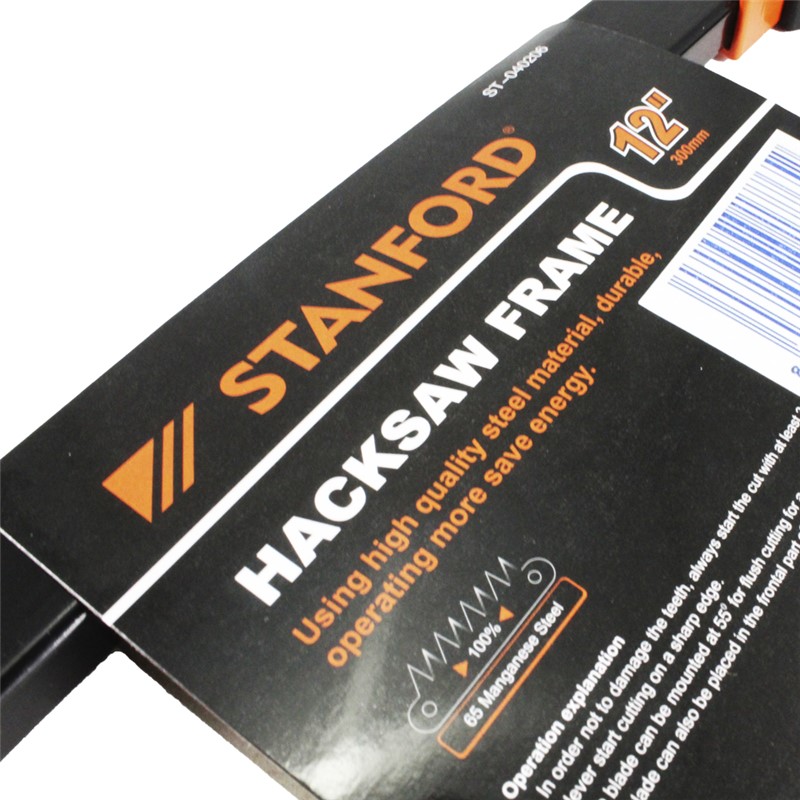 ST-040206
STANFORD®
12"
300mm
HACKSAW FRAME
Using high quality steel material, durable,
operating more save energy.
100%
65 Manganese Steel
8
Operation explanation
In order not to damage the teeth, always start the cut with at least
ever start cutting on a sharp edge.
blade can be mounted at 55° for flush cutting for
lade can also be placed in the frontal part